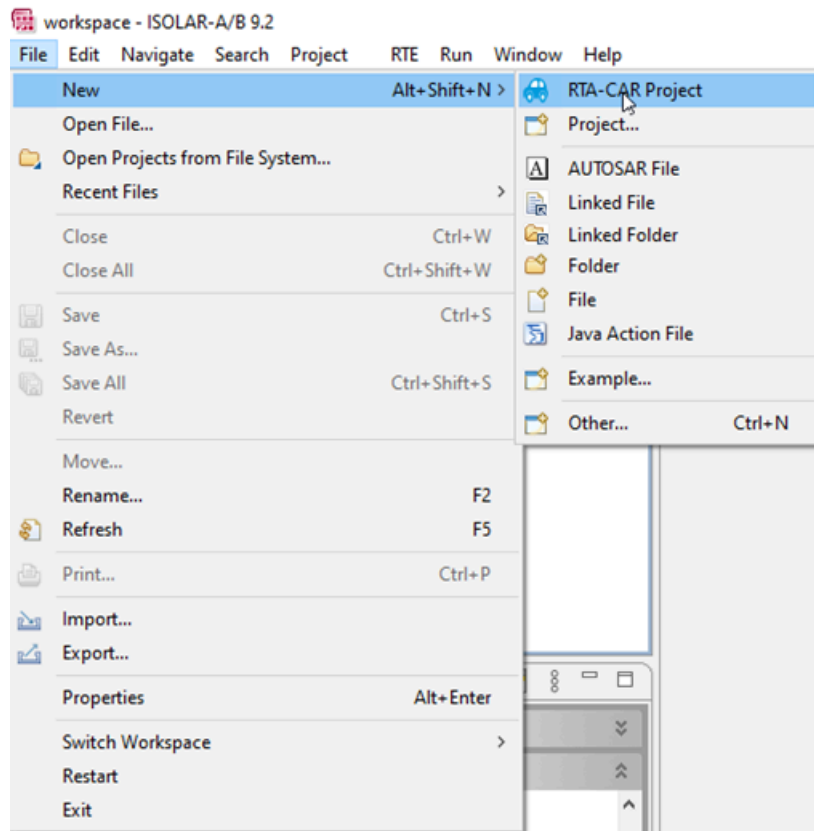 workspace - ISOLAR-A/B 9.2
File Edit Navigate Search Project RTE Run Window Help
New Alt+Shift+N >
Open File...
Open Projects from File System...
Recent Files >
Close Ctrl+W
Close All Ctrl+Shift+W
Save Ctrl+S
Save As...
Save All Ctrl+Shift+S
Revert
Move...
Rename... F2
Refresh F5
Print... Ctrl+P
Import...
Export...
Properties Alt+Enter
Switch Workspace >
Restart
Exit
RTA-CAR Project
Project...
AUTOSAR File
Linked File
Linked Folder
Folder
File
Java Action File
Example...
Other... Ctrl+N